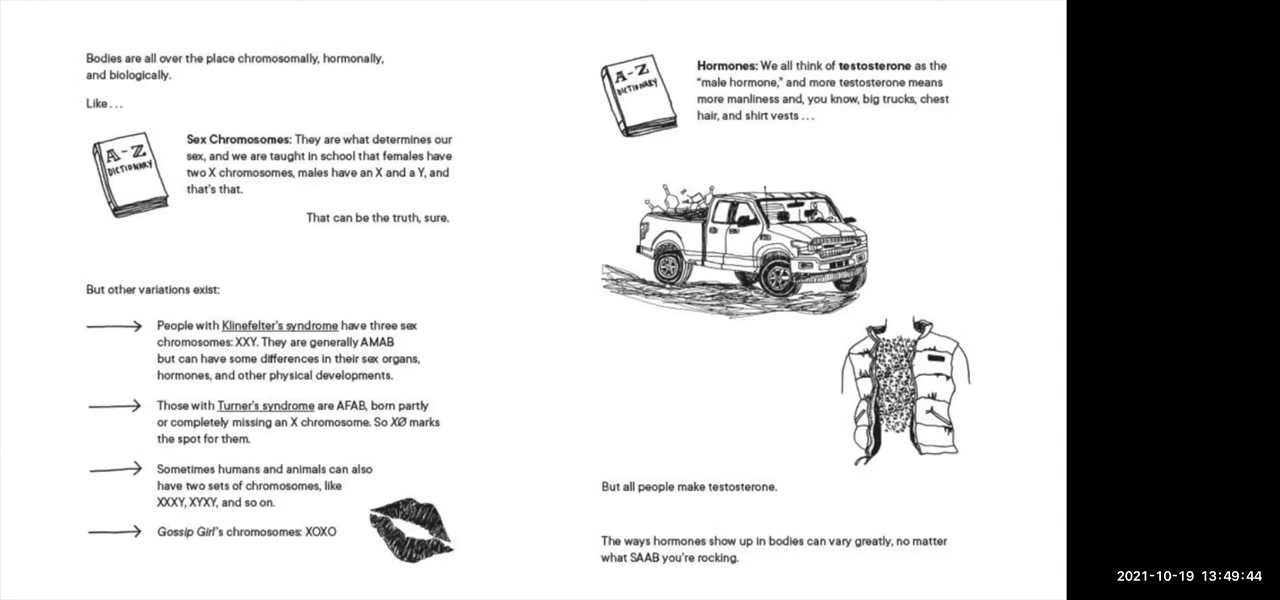 Bodies are all over the place chromosomally, hormonally,
and biologically.
Like...
A-Z
DICTIONARY
Sex Chromosomes: They are what determines our
sex, and we are taught in school that females have
two X chromosomes, males have an X and a Y, and
that's that.
That can be the truth, sure.
But other variations exist:
People with Klinefelter's syndrome have three sex
chromosomes: XXY. They are generally AMAB
but can have some differences in their sex organs,
hormones, and other physical developments.
Those with Turner's syndrome are AFAB, born partly
or completely missing an X chromosome. So XØ marks
the spot for them.
Sometimes humans and animals can also
have two sets of chromosomes, like
XXXY, XYXY, and so on.
Gossip Girl's chromosomes: XOXO
A-Z
DICTIONARY
Hormones: We all think of testosterone as the
"male hormone," and more testosterone means
more manliness and, you know, big trucks, chest
hair, and shirt vests...
But all people make testosterone.
The ways hormones show up in bodies can vary greatly, no matter
what SAAB you're rocking.
2021-10-19 13:49:44